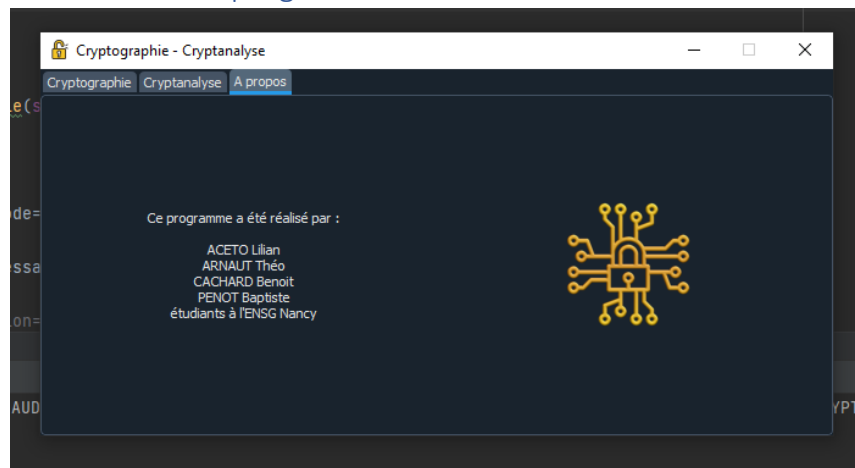 Cryptographie - Cryptanalyse
Cryptographie Cryptanalyse A propos
Ce programme a été réalisé par :
ACETO Lilian
ARNAUT Théo
CACHARD Benoit
PENOT Baptiste
étudiants à l'ENSG Nancy